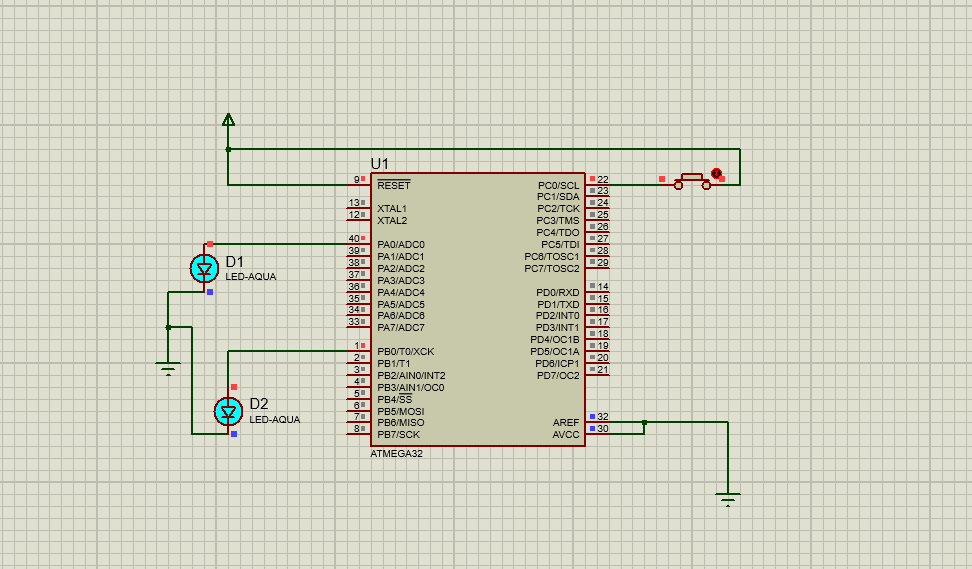 U1
9 RESET
13 XTAL1
12 XTAL2
40 PA0/ADC0
39 PA1/ADC1
38 PA2/ADC2
37 PA3/ADC3
36 PA4/ADC4
35 PA5/ADC5
34 PA6/ADC6
33 PA7/ADC7
1 PB0/T0/XCK
2 PB1/T1
3 PB2/AIN0/INT2
4 PB3/AIN1/OC0
5 PB4/SS
6 PB5/MOSI
7 PB6/MISO
8 PB7/SCK
PC0/SCL 22
PC1/SDA 23
PC2/TCK 24
PC3/TMS 25
PC4/TDO 26
PC5/TDI 27
PC6/TOSC1 28
PC7/TOSC2 29
PD0/RXD 14
PD1/TXD 15
PD2/INT0 16
PD3/INT1 17
PD4/OC1B 18
PD5/OC1A 19
PD6/ICP1 20
PD7/OC2 21
AREF 32
AVCC 30
ATMEGA32
D1
LED-AQUA
D2
LED-AQUA